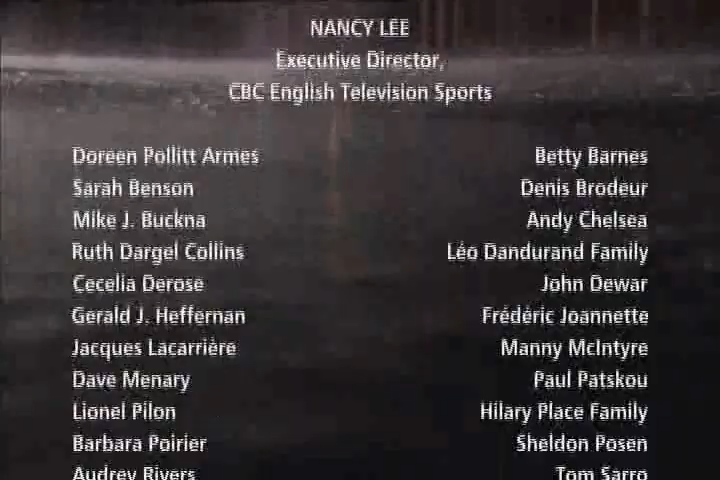 NANCY LEE
Executive Director,
CBC English Television Sports
Doreen Pollitt Armes Betty Barnes
Sarah Benson Denis Brodeur
Mike J. Buckna Andy Chelsea
Ruth Dargel Collins Léo Dandurand Family
Cecelia Derose John Dewar
Gerald J. Heffernan Frédéric Joannette
Jacques Lacarrière Manny McIntyre
Dave Menary Paul Patskou
Lionel Pilon Hilary Place Family
Barbara Poirier Sheldon Posen
Audrey Rivers Tom Sarro